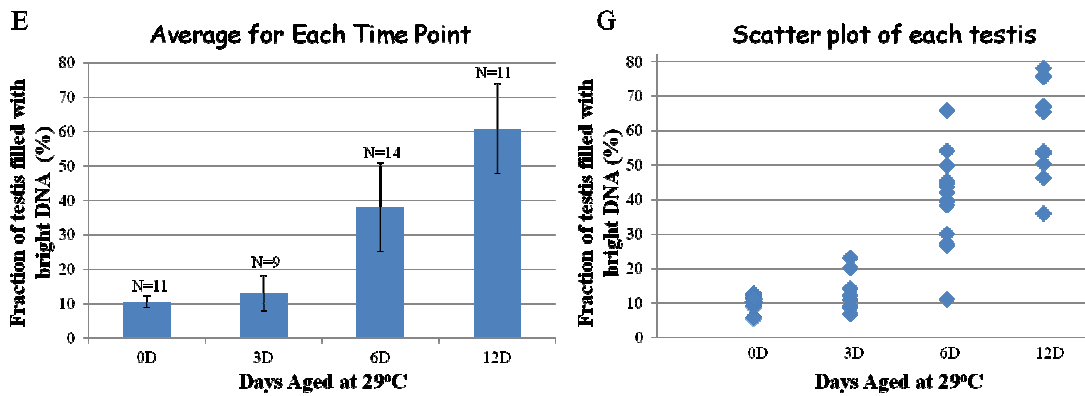 E
Average for Each Time Point
Fraction of testis filled with
bright DNA (%)
80
70
60
50
40
30
20
10
0
N=11
N=9
N=14
N=11
0D
3D
6D
12D
Days Aged at 29ºC
G
Scatter plot of each testis
Fraction of testis filled with
bright DNA (%)
80
70
60
50
40
30
20
10
0
0D
3D
6D
12D
Days Aged at 29ºC